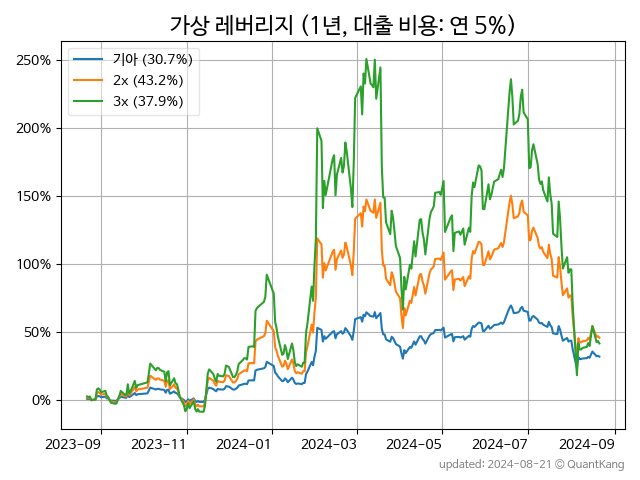 가상 레버리지 (1년, 대출 비용: 연 5%)
250%
200%
150%
100%
50%
0%
기아 (30.7%)
2x (43.2%)
3x (37.9%)
2023-09 2023-11 2024-01 2024-03 2024-05 2024-07 2024-09
updated: 2024-08-21 © QuantKang